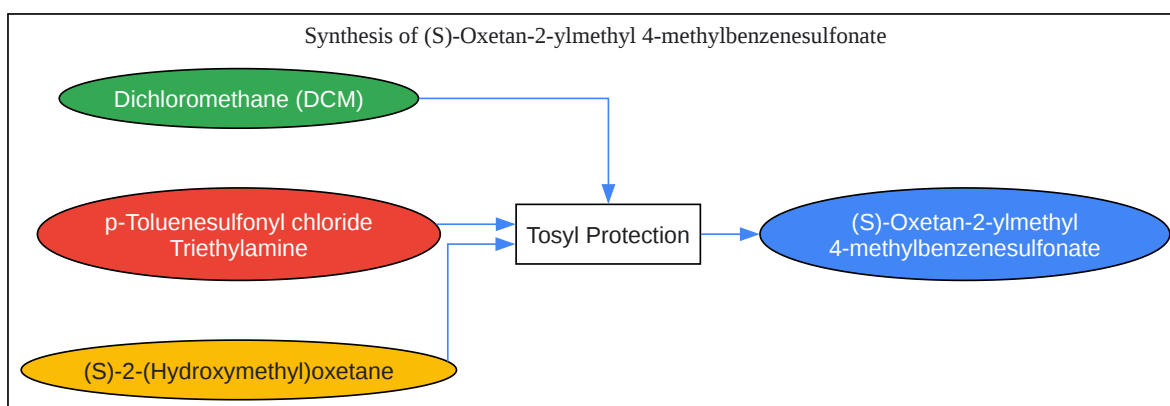 Synthesis of (S)-Oxetan-2-ylmethyl 4-methylbenzenesulfonate
Dichloromethane (DCM)
p-Toluenesulfonyl chloride
Triethylamine
Tosyl Protection
(S)-Oxetan-2-ylmethyl
4-methylbenzenesulfonate
(S)-2-(Hydroxymethyl)oxetane